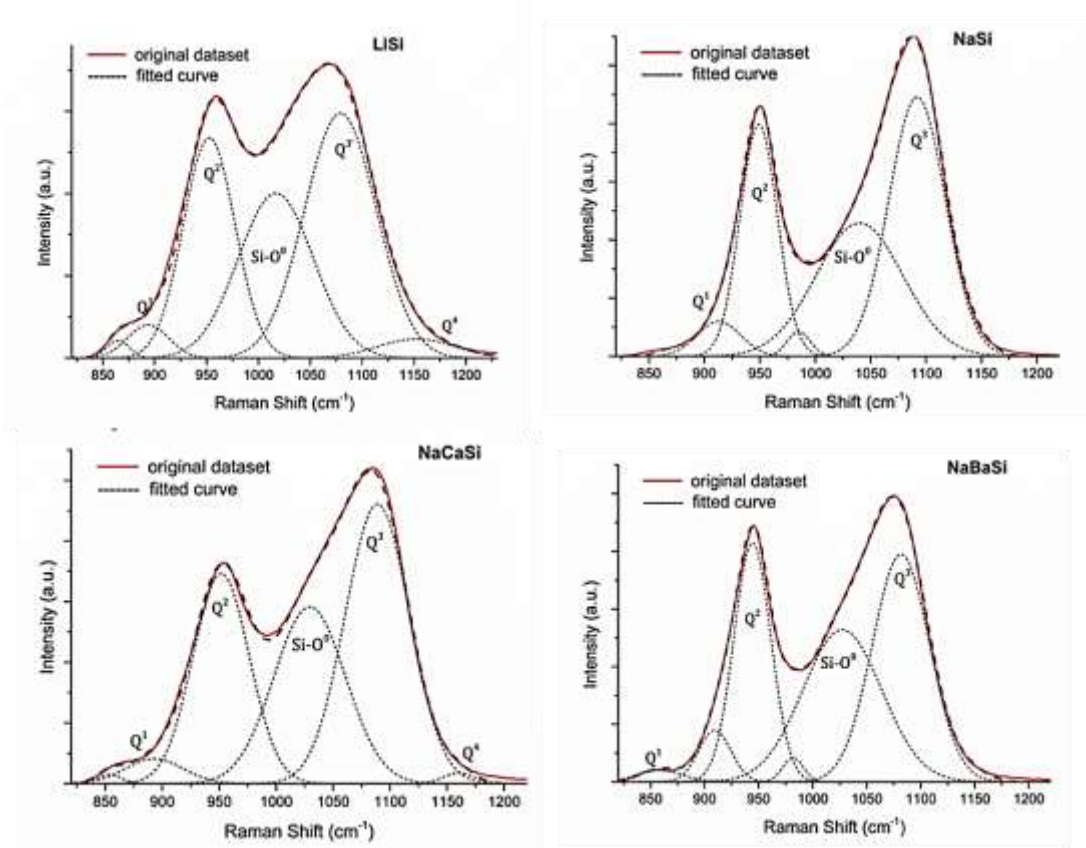 LiSi
original dataset
fitted curve
Intensity (a.u.)
Q²
Q³
Si-O⁰
Q⁴
850 900 950 1000 1050 1100 1150 1200
Raman Shift (cm⁻¹)
NaSi
original dataset
fitted curve
Intensity (a.u.)
Q³
Q²
Si-O⁰
Q¹
850 900 950 1000 1050 1100 1150 1200
Raman Shift (cm⁻¹)
NaCaSi
original dataset
fitted curve
Intensity (a.u.)
Q³
Q²
Si-O⁰
Q¹
Q⁴
850 900 950 1000 1050 1100 1150 1200
Raman Shift (cm⁻¹)
NaBaSi
original dataset
fitted curve
Intensity (a.u.)
Q³
Q²
Si-O⁰
Q¹
850 900 950 1000 1050 1100 1150 1200
Raman Shift (cm⁻¹)